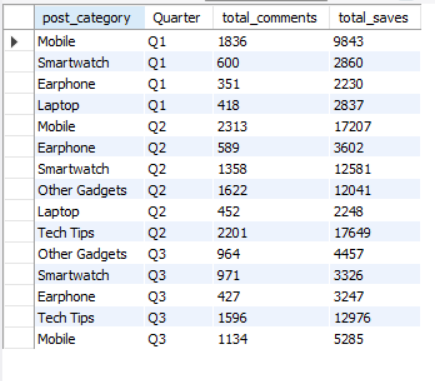 post_category Quarter total_comments total_saves
Mobile Q1 1836 9843
Smartwatch Q1 600 2860
Earphone Q1 351 2230
Laptop Q1 418 2837
Mobile Q2 2313 17207
Earphone Q2 589 3602
Smartwatch Q2 1358 12581
Other Gadgets Q2 1622 12041
Laptop Q2 452 2248
Tech Tips Q2 2201 17649
Other Gadgets Q3 964 4457
Smartwatch Q3 971 3326
Earphone Q3 427 3247
Tech Tips Q3 1596 12976
Mobile Q3 1134 5285